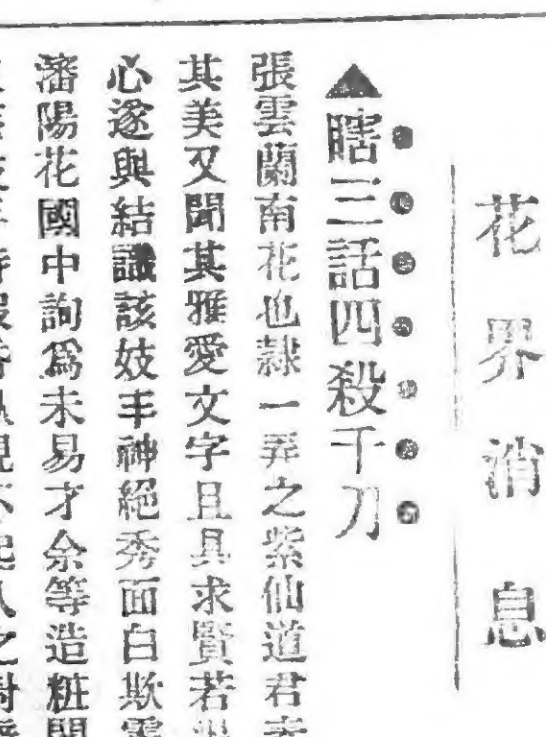 花界消息
▲瞎三話四殺千刀
張雲蘭南花也隸一弄之紫仙道君
其美又聞其雅愛文字且具求賢若
心遂與結識該妓丰神絕秀面白欺
瀋陽花國中詢爲未易才余等造粧